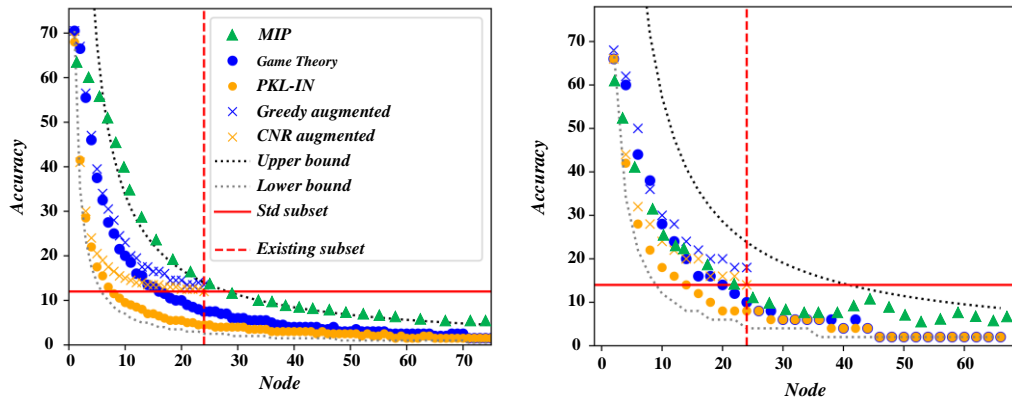 Accuracy
70
60
50
40
30
20
10
0
0
10
20
30
40
50
60
70
Node
MIP
Game Theory
PKL-IN
Greedy augmented
CNR augmented
Upper bound
Lower bound
Std subset
Existing subset
Accuracy
70
60
50
40
30
20
10
0
0
10
20
30
40
50
60
Node